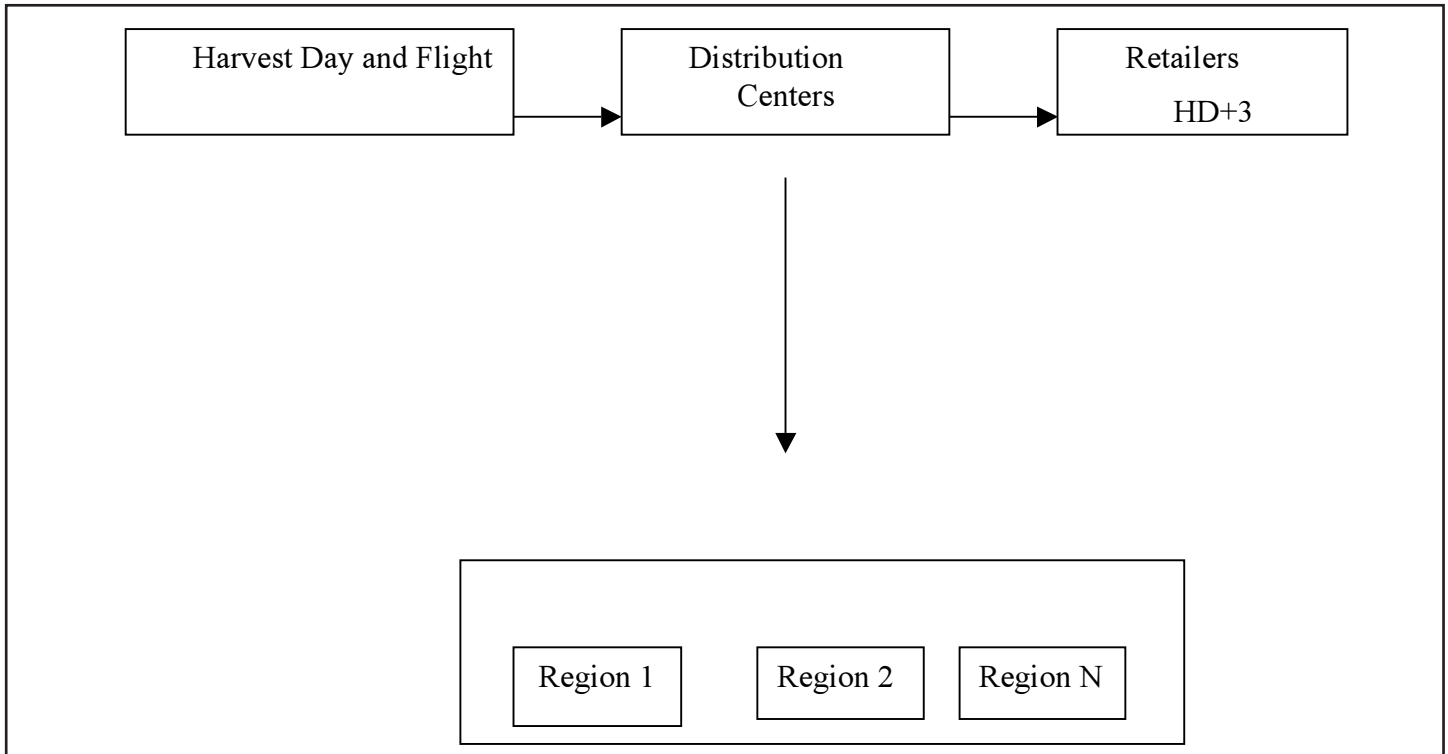 Harvest Day and Flight
Distribution
Centers
Retailers
HD+3
Region 1
Region 2
Region N